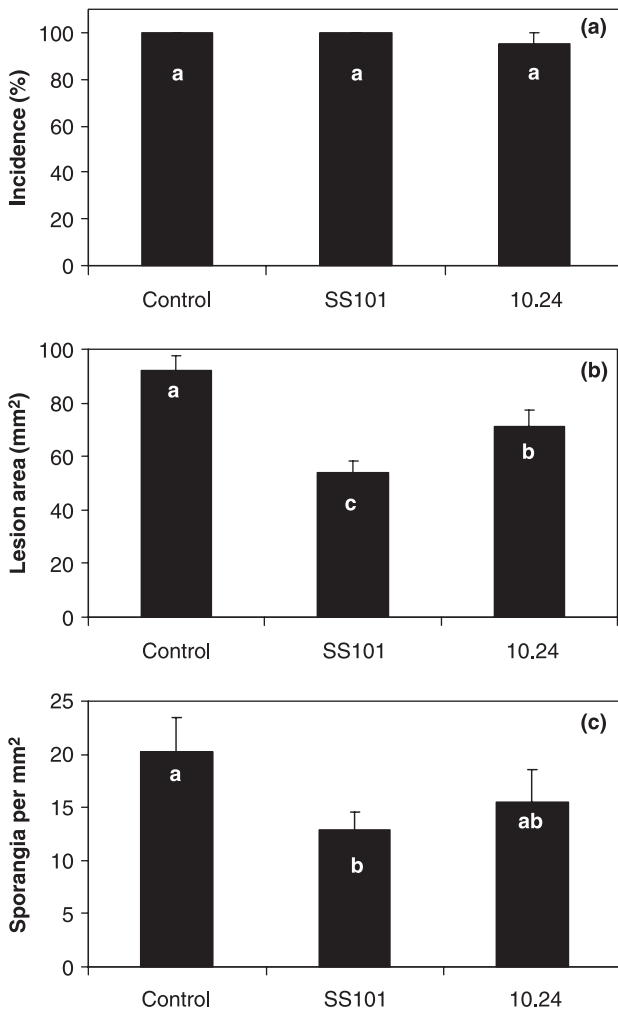 (a)
Incidence (%)
100
80
60
40
20
0
a
a
a
Control
SS101
10.24
(b)
Lesion area (mm²)
100
80
60
40
20
0
a
c
b
Control
SS101
10.24
(c)
Sporangia per mm²
25
20
15
10
5
0
a
b
ab
Control
SS101
10.24